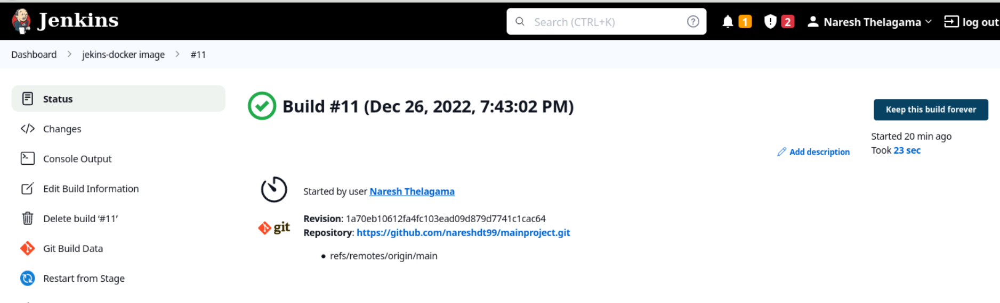 Jenkins
Search (CTRL+K)
1
2
Naresh Thelagama
log out
Dashboard
jekins-docker image
#11
Status
Build #11 (Dec 26, 2022, 7:43:02 PM)
Keep this build forever
Changes
Started 20 min ago
Add description
Took 23 sec
Console Output
Edit Build Information
Started by user Naresh Thelagama
Delete build ‘#11’
Revision: 1a70eb10612fa4fc103ead09d879d7741c1cac64
git
Repository: https://github.com/nareshdt99/mainproject.git
Git Build Data
refs/remotes/origin/main
Restart from Stage